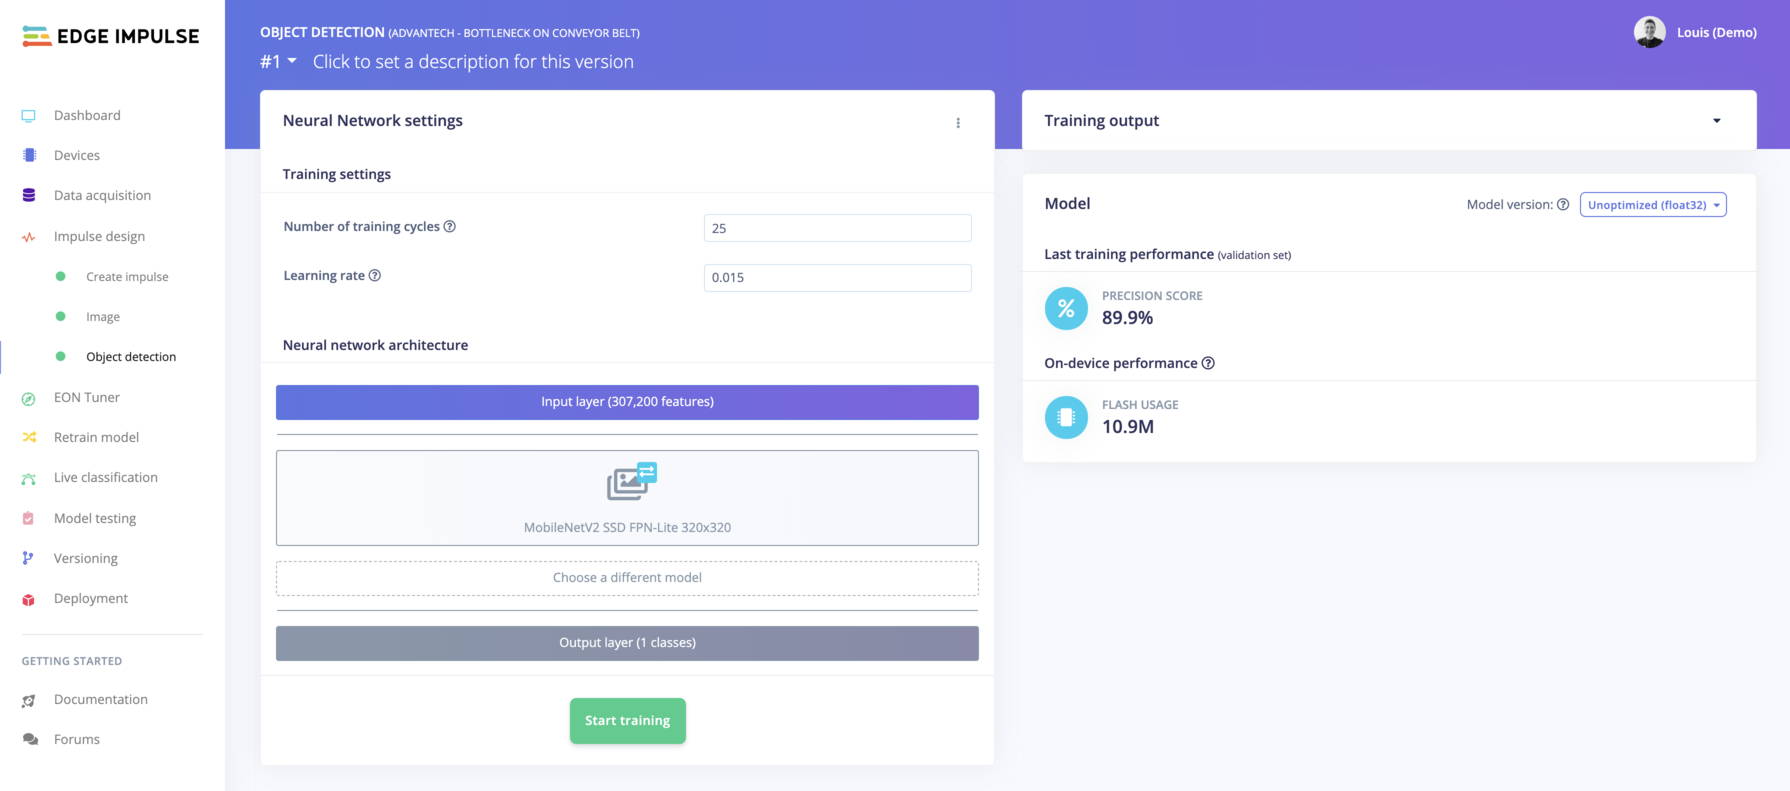 EDGE IMPULSE
Dashboard
Devices
Data acquisition
Impulse design
Create impulse
Image
Object detection
EON Tuner
Retrain model
Live classification
Model testing
Versioning
Deployment
GETTING STARTED
Documentation
Forums
OBJECT DETECTION (ADVANTECH - BOTTLENECK ON CONVEYOR BELT)
#1 Click to set a description for this version
Louis (Demo)
Neural Network settings
Training settings
Number of training cycles ? 25
Learning rate ? 0.015
Neural network architecture
Input layer (307,200 features)
MobileNetV2 SSD FPN-Lite 320x320
Choose a different model
Output layer (1 classes)
Start training
Training output
Model
Model version: ? Unoptimized (float32)
Last training performance (validation set)
%
PRECISION SCORE
89.9%
On-device performance ?
FLASH USAGE
10.9M